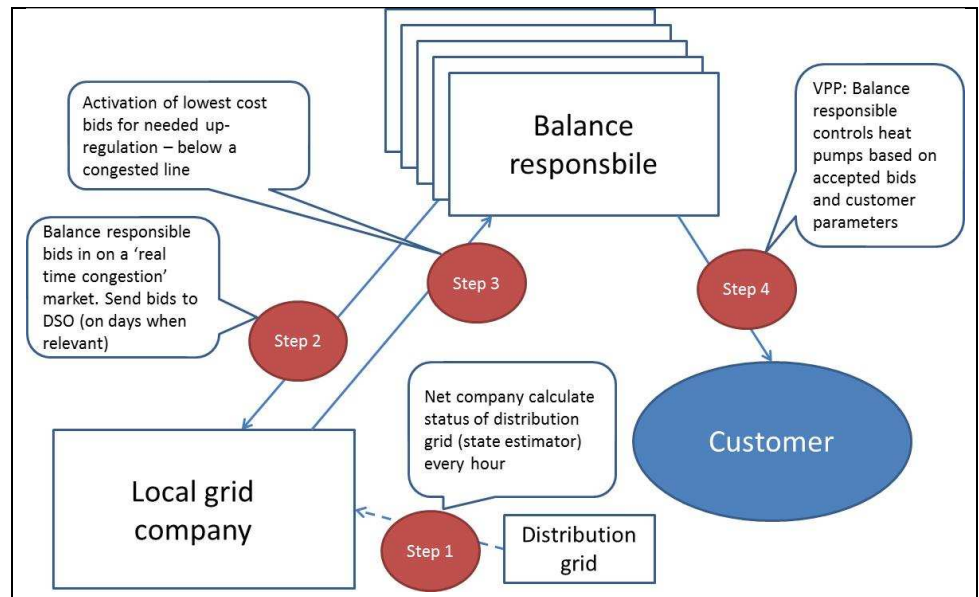 Activation of lowest cost
bids for needed up-
regulation – below a
congested line
Balance
responsbile
VPP: Balance
responsible
controls heat
pumps based on
accepted bids
and customer
parameters
Balance responsible
bids in on a ‘real
time congestion’
market. Send bids to
DSO (on days when
relevant)
Step 3
Step 4
Step 2
Net company calculate
status of distribution
grid (state estimator)
every hour
Customer
Local grid
company
Step 1
Distribution
grid